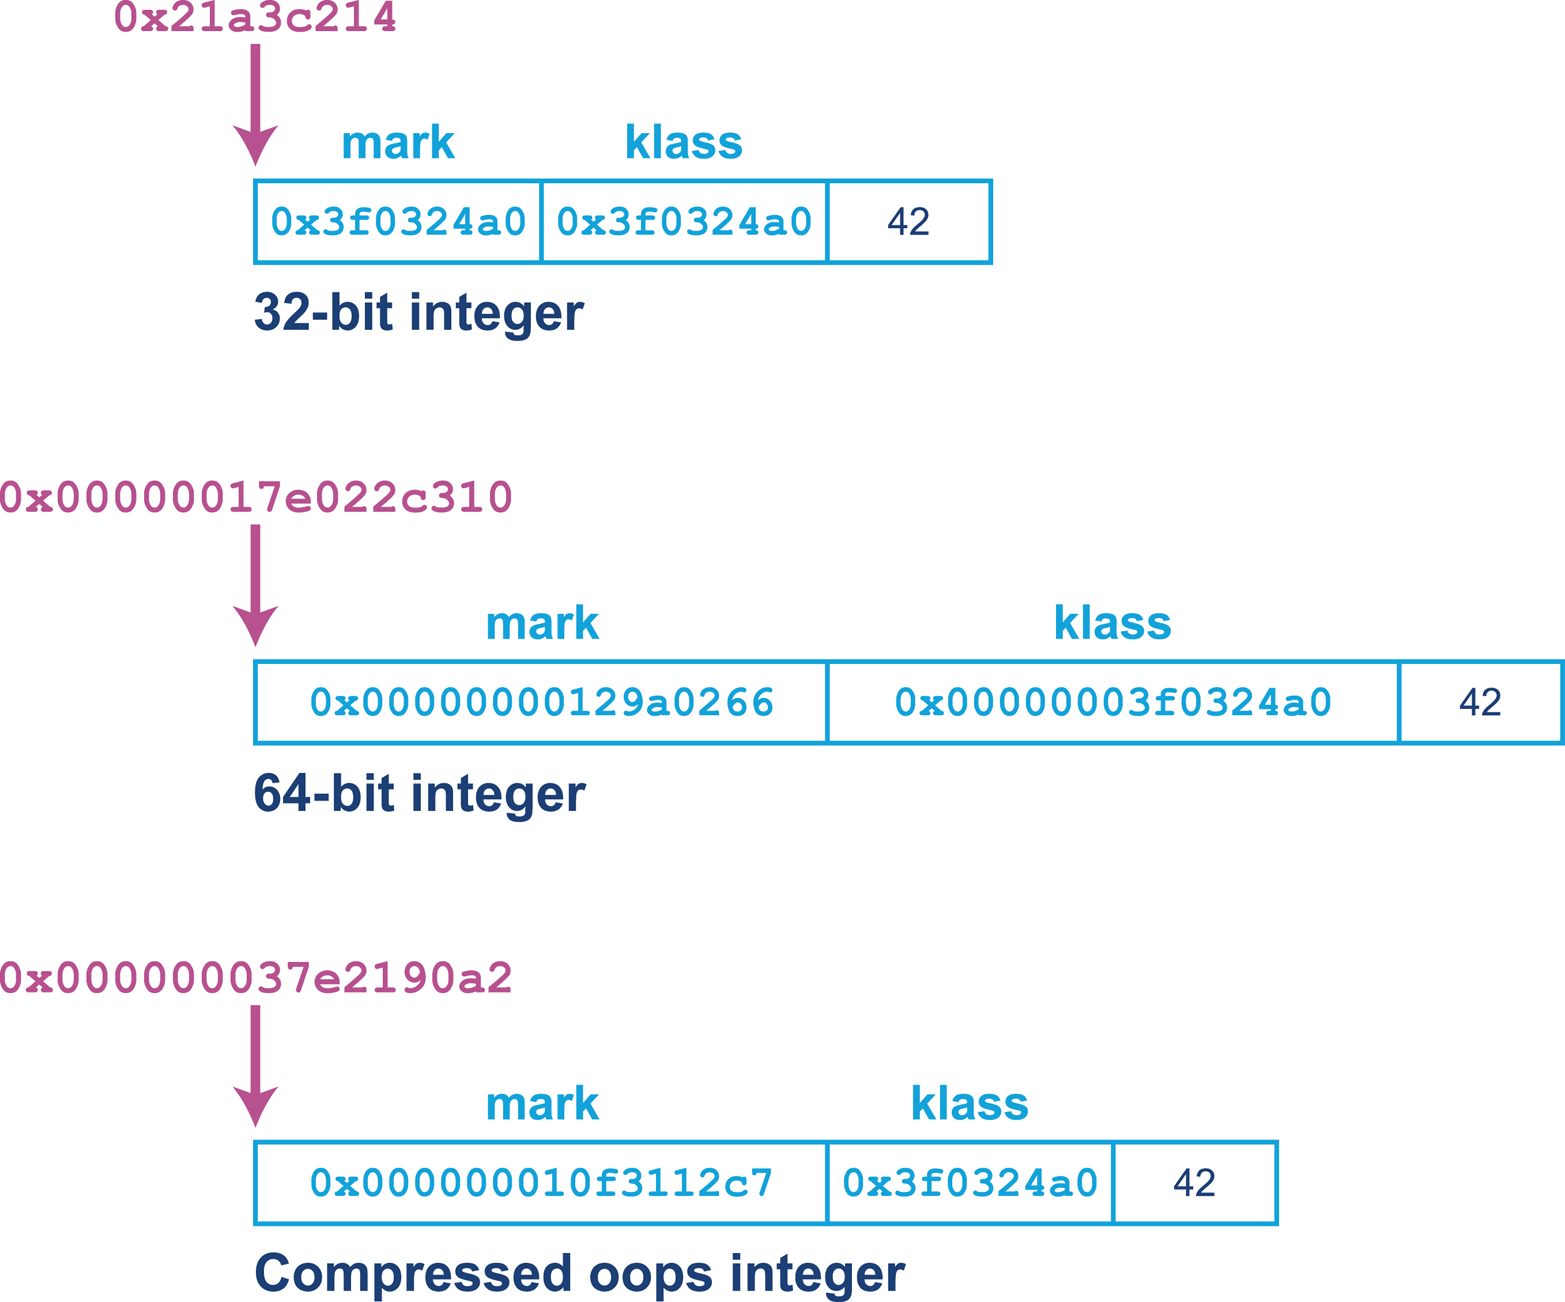 0x21a3c214
mark klass
0x3f0324a0 0x3f0324a0 42
32-bit integer
0x00000017e022c310
mark klass
0x00000000129a0266 0x00000003f0324a0 42
64-bit integer
0x000000037e2190a2
mark klass
0x000000010f3112c7 0x3f0324a0 42
Compressed oops integer